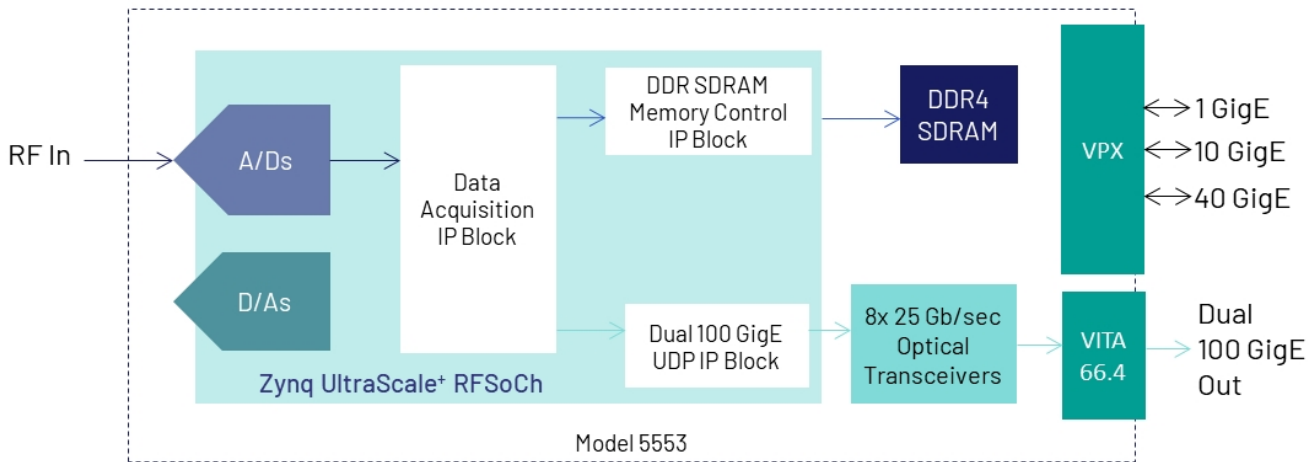 RF In
A/Ds
D/As
Data
Acquisition
IP Block
DDR SDRAM
Memory Control
IP Block
Dual 100 GigE
UDP IP Block
Zynq UltraScale+ RFSoCh
DDR4
SDRAM
8x 25 Gb/sec
Optical
Transceivers
VPX
1 GigE
10 GigE
40 GigE
VITA
66.4
Dual
100 GigE
Out
Model 5553